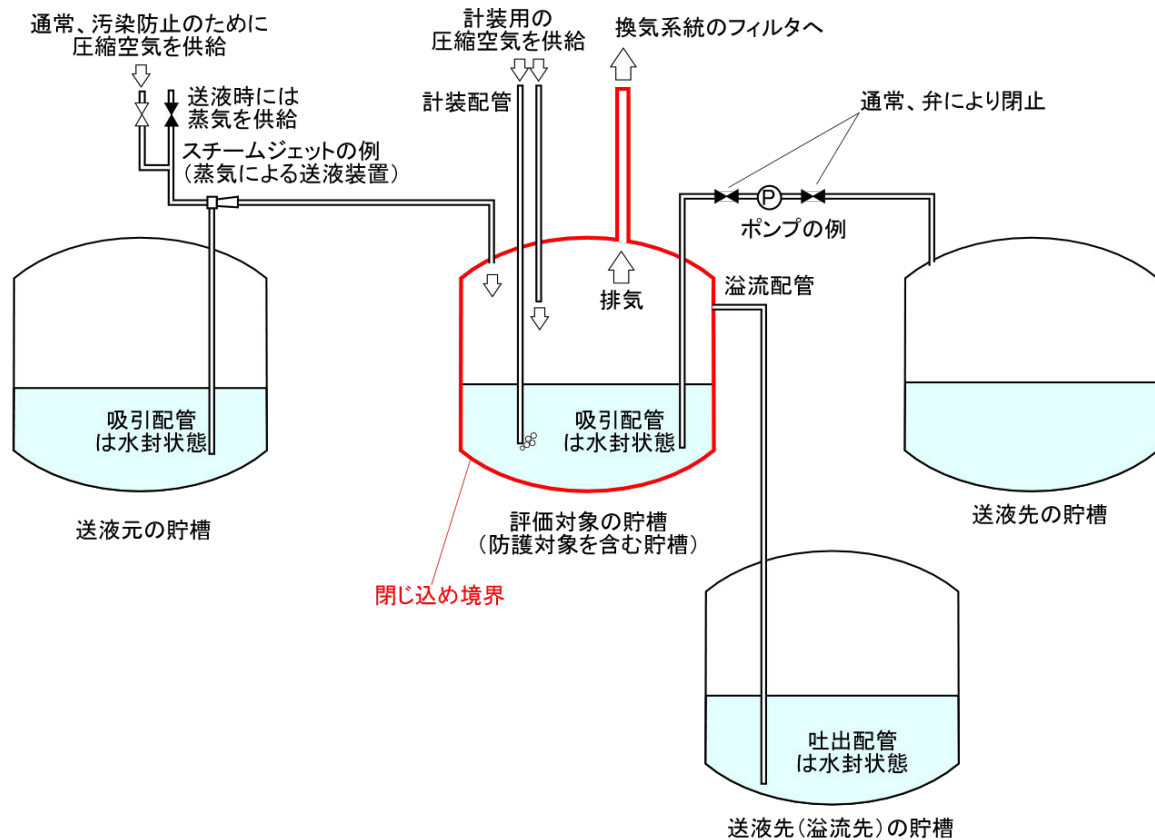 通常、汚染防止のために
圧縮空気を供給
計装用の
圧縮空気を供給
換気系統のフィルタへ
送液時には
蒸気を供給
計装配管
通常、弁により閉止
スチームジェットの例
(蒸気による送液装置)
P
ポンプの例
排気
溢流配管
吸引配管
は水封状態
吸引配管
は水封状態
送液元の貯槽
評価対象の貯槽
(防護対象を含む貯槽)
送液先の貯槽
閉じ込め境界
吐出配管
は水封状態
送液先(溢流先)の貯槽